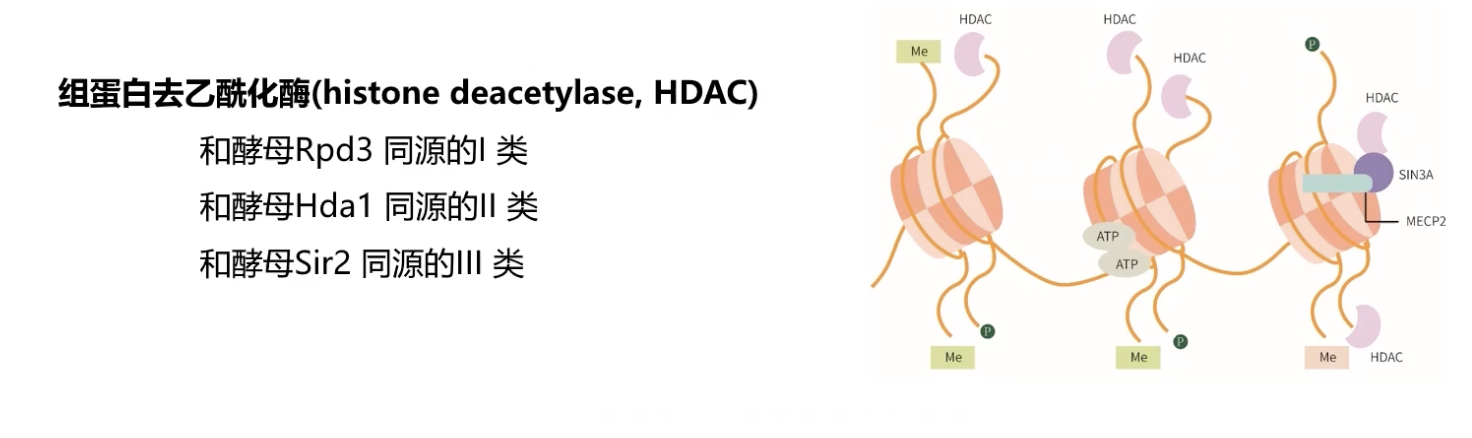 组蛋白去乙酰化酶(histone deacetylase, HDAC)
和酵母Rpd3 同源的I 类
和酵母Hda1 同源的II 类
和酵母Sir2 同源的III 类
HDAC
Me
HDAC
HDAC
P
HDAC
SIN3A
MECP2
ATP
ATP
P
Me
P
Me
Me
HDAC